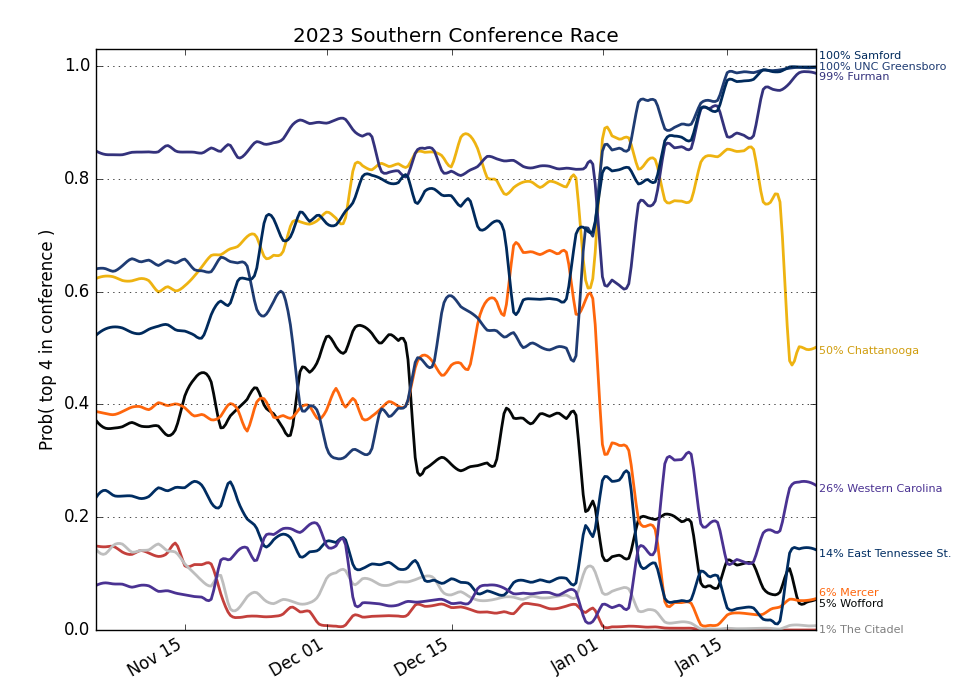 2023 Southern Conference Race
Prob( top 4 in conference )
1.0
0.8
0.6
0.4
0.2
0.0
Nov 15
Dec 01
Dec 15
Jan 01
Jan 15
100% Samford
100% UNC Greensboro
99% Furman
50% Chattanooga
26% Western Carolina
14% East Tennessee St.
6% Mercer
5% Wofford
1% The Citadel